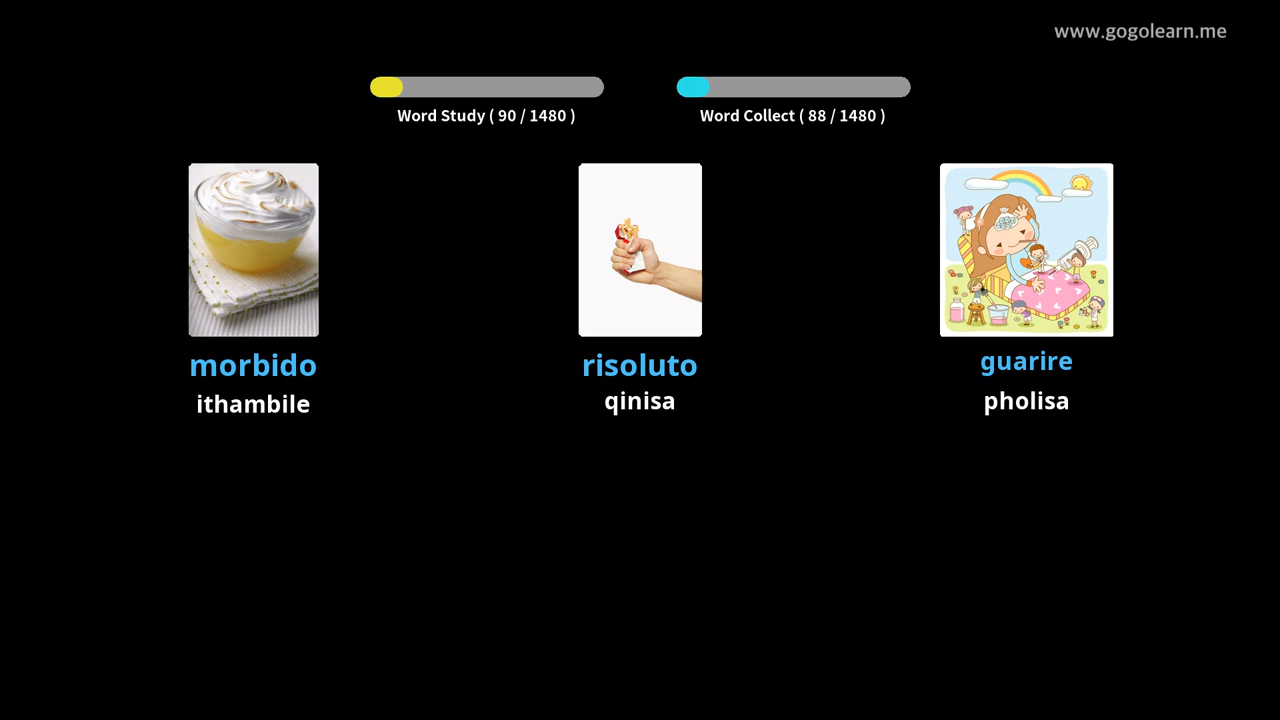 www.gogolearn.me
Word Study ( 90 / 1480 )
Word Collect ( 88 / 1480 )
morbido
ithambile
risoluto
qinisa
guarire
pholisa